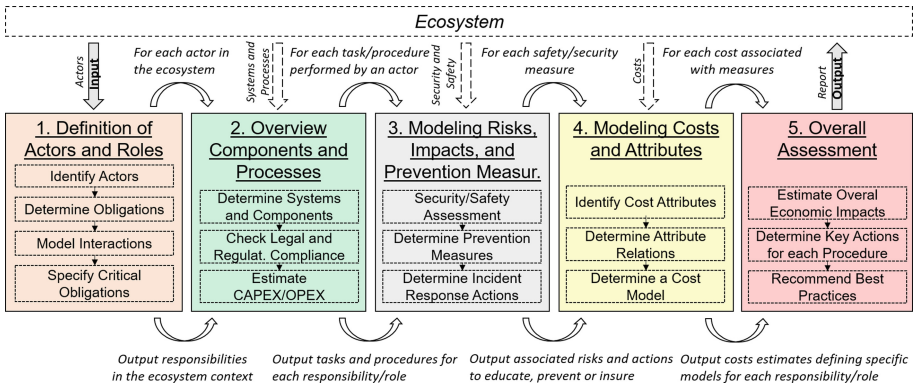 Ecosystem
Actors
Input
For each actor in
the ecosystem
Systems and
Processes
For each task/procedure
performed by an actor
Security and
Safety
For each safety/security
measure
Costs
For each cost associated
with measures
Report
Output
1. Definition of
Actors and Roles
Identify Actors
Determine Obligations
Model Interactions
Specify Critical
Obligations
2. Overview
Components and
Processes
Determine Systems
and Components
Check Legal and
Regulat. Compliance
Estimate
CAPEX/OPEX
3. Modeling Risks,
Impacts, and
Prevention Measur.
Security/Safety
Assessment
Determine Prevention
Measures
Determine Incident
Response Actions
4. Modeling Costs
and Attributes
Identify Cost Attributes
Determine Attribute
Relations
Determine a Cost
Model
5. Overall
Assessment
Estimate Overal
Economic Impacts
Determine Key Actions
for each Procedure
Recommend Best
Practices
Output responsibilities
in the ecosystem context
Output tasks and procedures for
each responsibility/role
Output associated risks and actions
to educate, prevent or insure
Output costs estimates defining specific
models for each responsibility/role